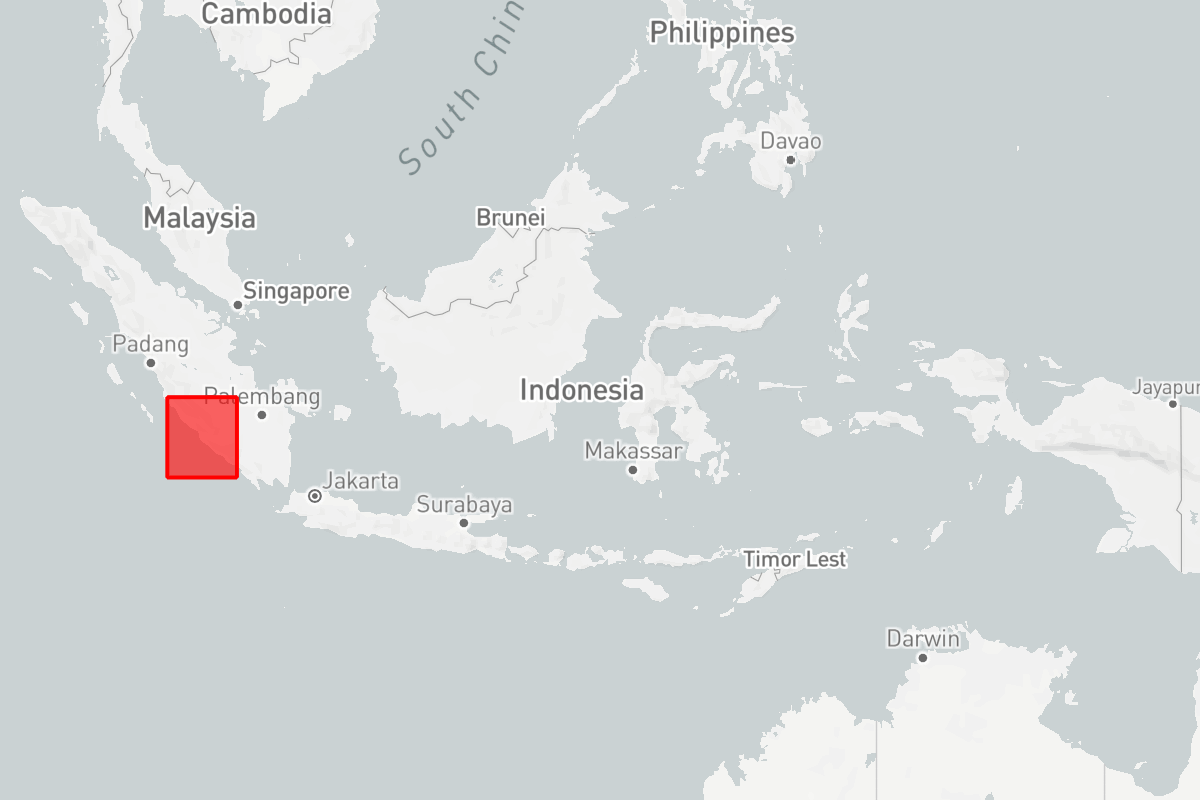 Cambodia
South Chin
Philippines
Davao
Malaysia
Brunei
Singapore
Padang
Palembang
Indonesia
Jayapur
Makassar
Jakarta
Surabaya
Timor Lest
Darwin